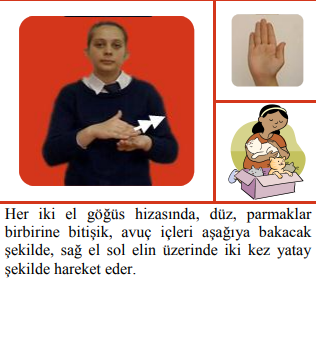 Her iki el göğüs hizasında, düz, parmaklar
birbirine bitişik, avuç içleri aşağıya bakacak
şekilde, sağ el sol elin üzerinde iki kez yatay
şekilde hareket eder.